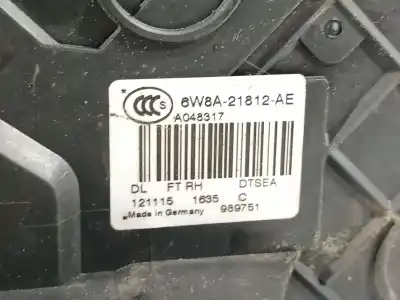 CCC S 6W8A-21812-AE
A048317
DL FT RH DTSEA
121115 1635 C
Made in Germany 989751